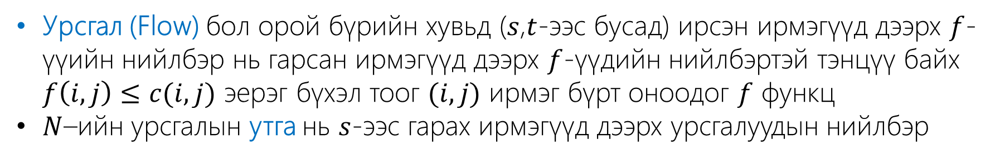 • Урсгал (Flow) бол орой бүрийн хувьд (s,t-ээс бусад) ирсэн ирмэгүүд дээрх f-
үүийн нийлбэр нь гарсан ирмэгүүд дээрх f-үүдийн нийлбэртэй тэнцүү байх
f(i,j) ≤ c(i,j) эерэг бүхэл тоог (i,j) ирмэг бүрт оноодог f функц
• N–ийн урсгалын утга нь s-ээс гарах ирмэгүүд дээрх урсгалуудын нийлбэр